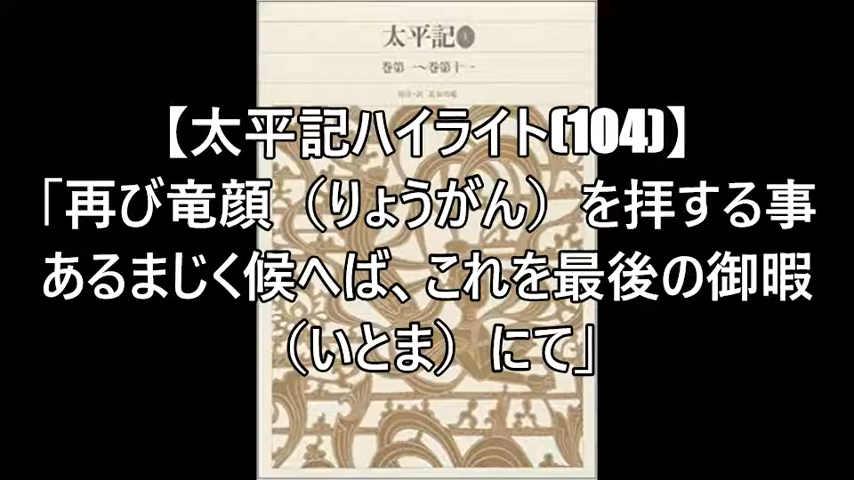 太平記1
巻第一〜巻第十一
【太平記ハイライト(104)】
「再び竜顔（りょうがん）を拝する事
あるまじく候へば、これを最後の御暇
（いとま）にて」